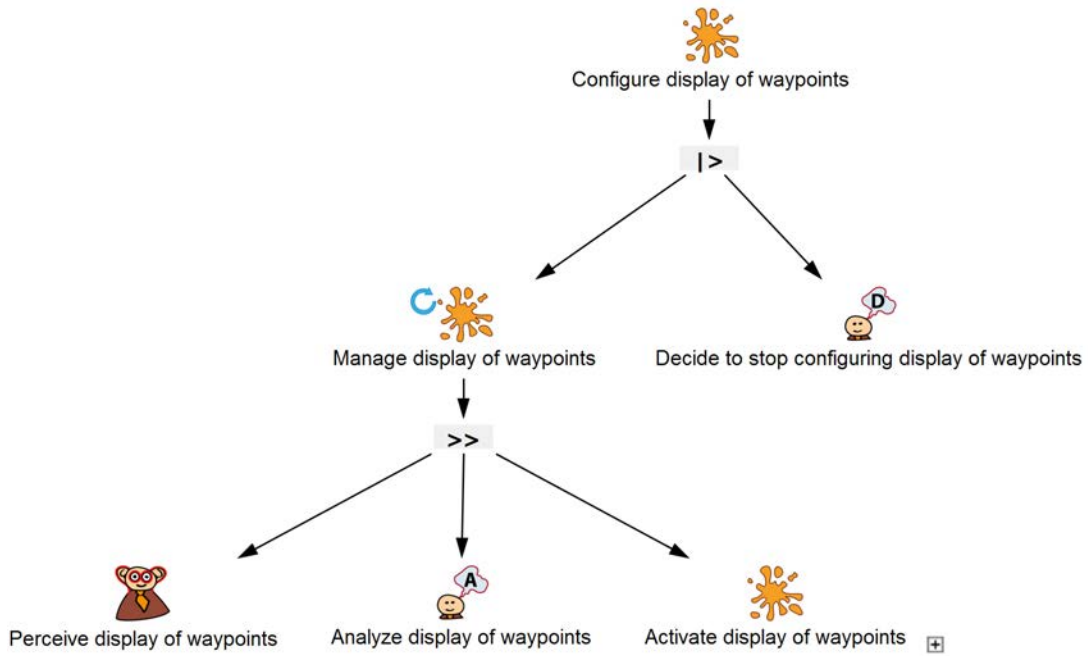 Configure display of waypoints
|>
D
Manage display of waypoints
Decide to stop configuring display of waypoints
>>
A
Perceive display of waypoints
Analyze display of waypoints
Activate display of waypoints